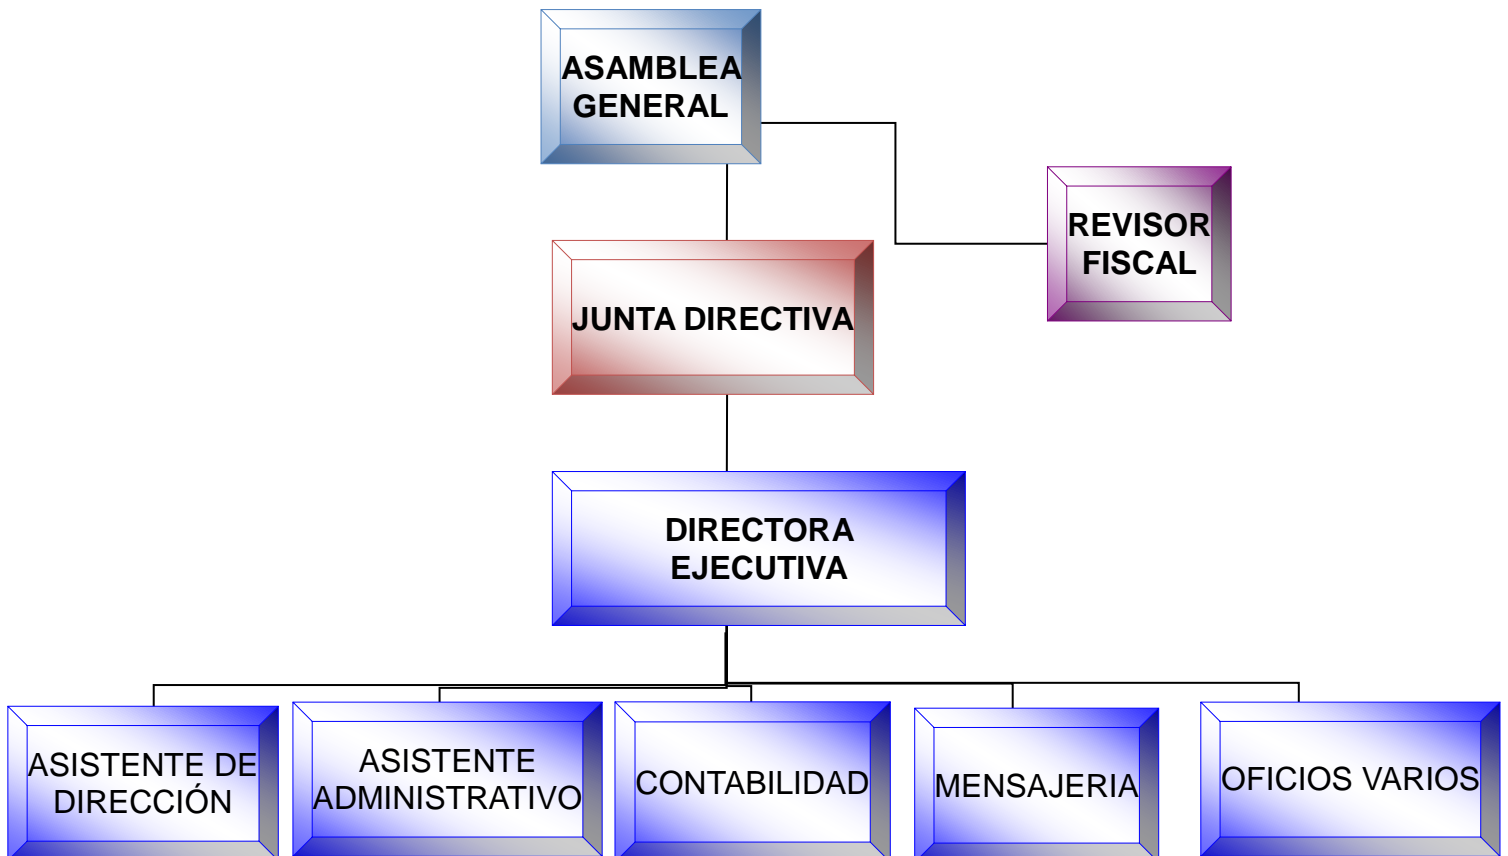 ASAMBLEA
GENERAL
REVISOR
FISCAL
JUNTA DIRECTIVA
DIRECTORA
EJECUTIVA
ASISTENTE DE
DIRECCIÓN
ASISTENTE
ADMINISTRATIVO
CONTABILIDAD
MENSAJERIA
OFICIOS VARIOS